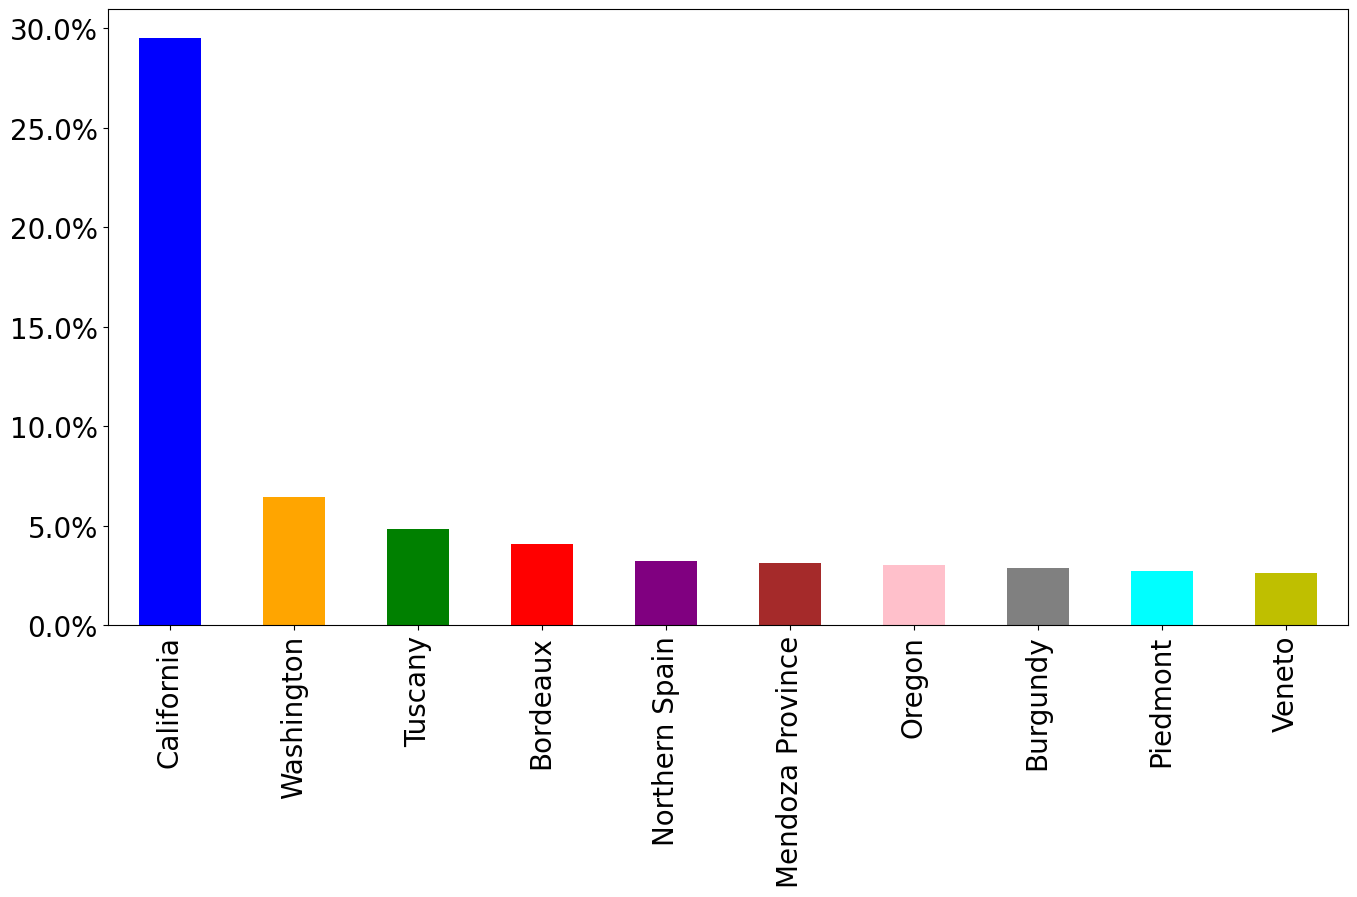 30.0%
25.0%
20.0%
15.0%
10.0%
5.0%
0.0%
California
Washington
Tuscany
Bordeaux
Northern Spain
Mendoza Province
Oregon
Burgundy
Piedmont
Veneto